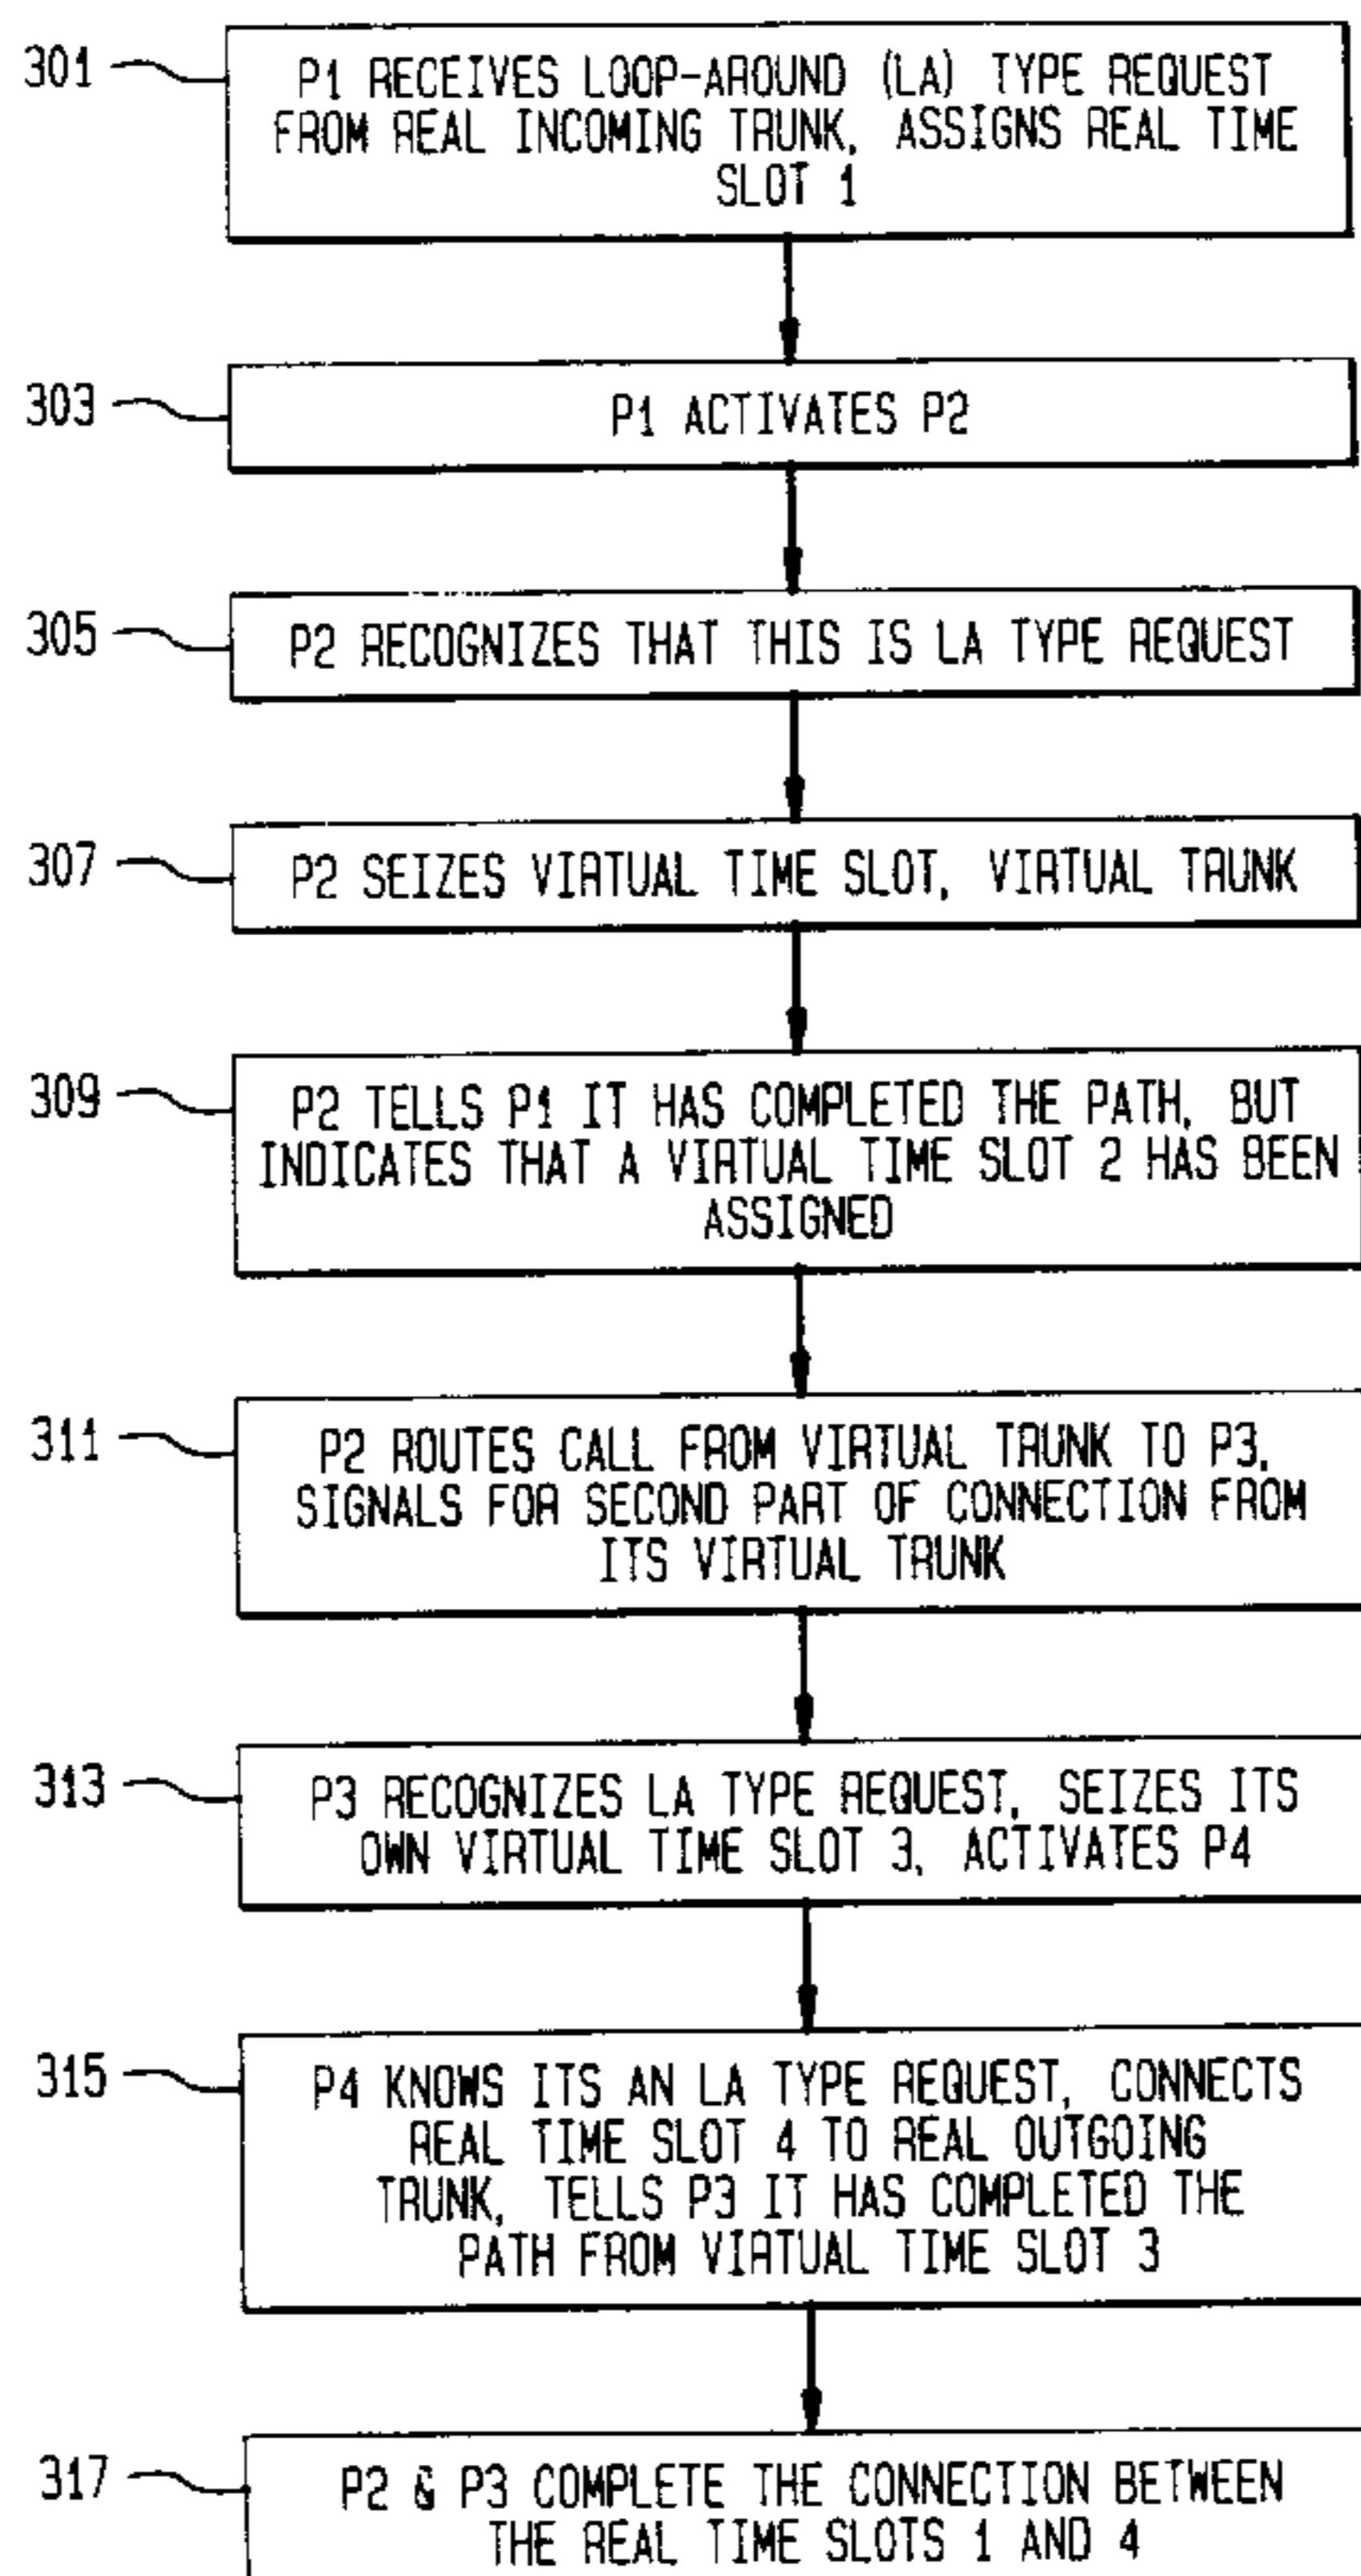 301
P1 RECEIVES LOOP-AROUND (LA) TYPE REQUEST
FROM REAL INCOMING TRUNK, ASSIGNS REAL TIME
SLOT 1
303
P1 ACTIVATES P2
305
P2 RECOGNIZES THAT THIS IS LA TYPE REQUEST
307
P2 SEIZES VIRTUAL TIME SLOT, VIRTUAL TRUNK
309
P2 TELLS P1 IT HAS COMPLETED THE PATH, BUT
INDICATES THAT A VIRTUAL TIME SLOT 2 HAS BEEN
ASSIGNED
311
P2 ROUTES CALL FROM VIRTUAL TRUNK TO P3,
SIGNALS FOR SECOND PART OF CONNECTION FROM
ITS VIRTUAL TRUNK
313
P3 RECOGNIZES LA TYPE REQUEST, SEIZES ITS
OWN VIRTUAL TIME SLOT 3, ACTIVATES P4
315
P4 KNOWS ITS AN LA TYPE REQUEST, CONNECTS
REAL TIME SLOT 4 TO REAL OUTGOING
TRUNK, TELLS P3 IT HAS COMPLETED THE
PATH FROM VIRTUAL TIME SLOT 3
317
P2 & P3 COMPLETE THE CONNECTION BETWEEN
THE REAL TIME SLOTS 1 AND 4